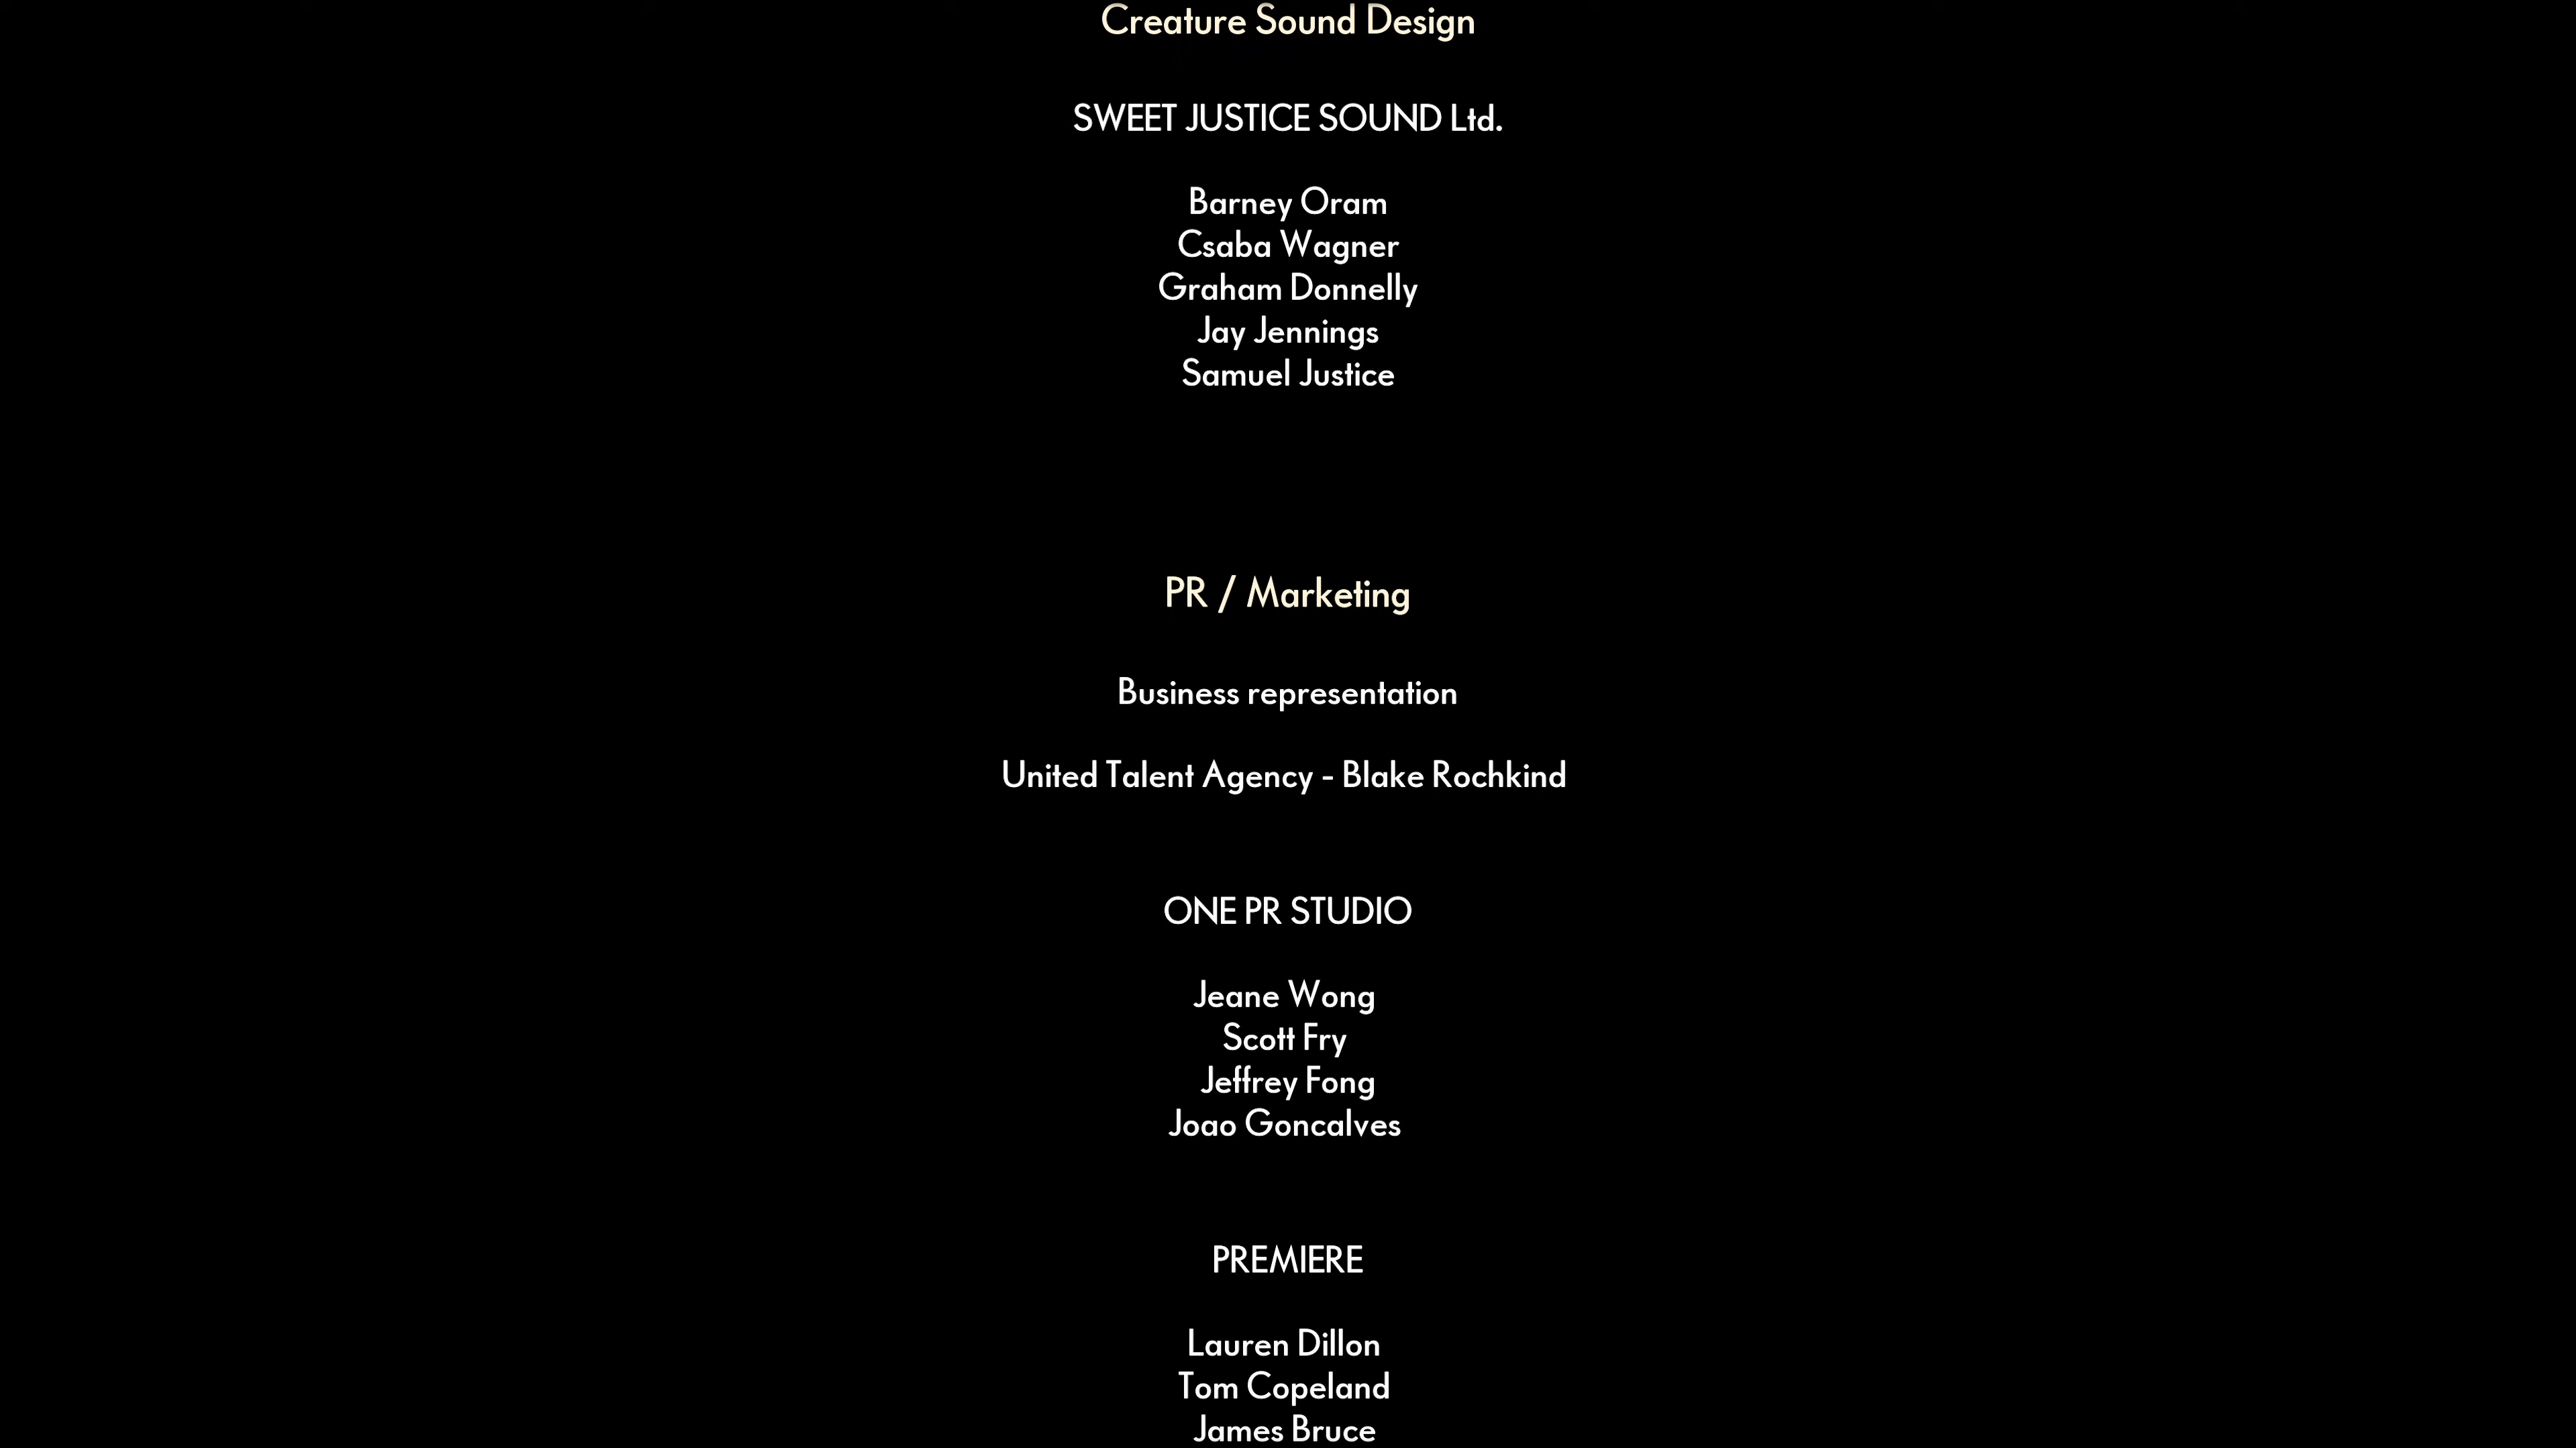 Creature Sound Design
SWEET JUSTICE SOUND Ltd.
Barney Oram
Csaba Wagner
Graham Donnelly
Jay Jennings
Samuel Justice
PR / Marketing
Business representation
United Talent Agency - Blake Rochkind
ONE PR STUDIO
Jeane Wong
Scott Fry
Jeffrey Fong
Joao Goncalves
PREMIERE
Lauren Dillon
Tom Copeland
James Bruce